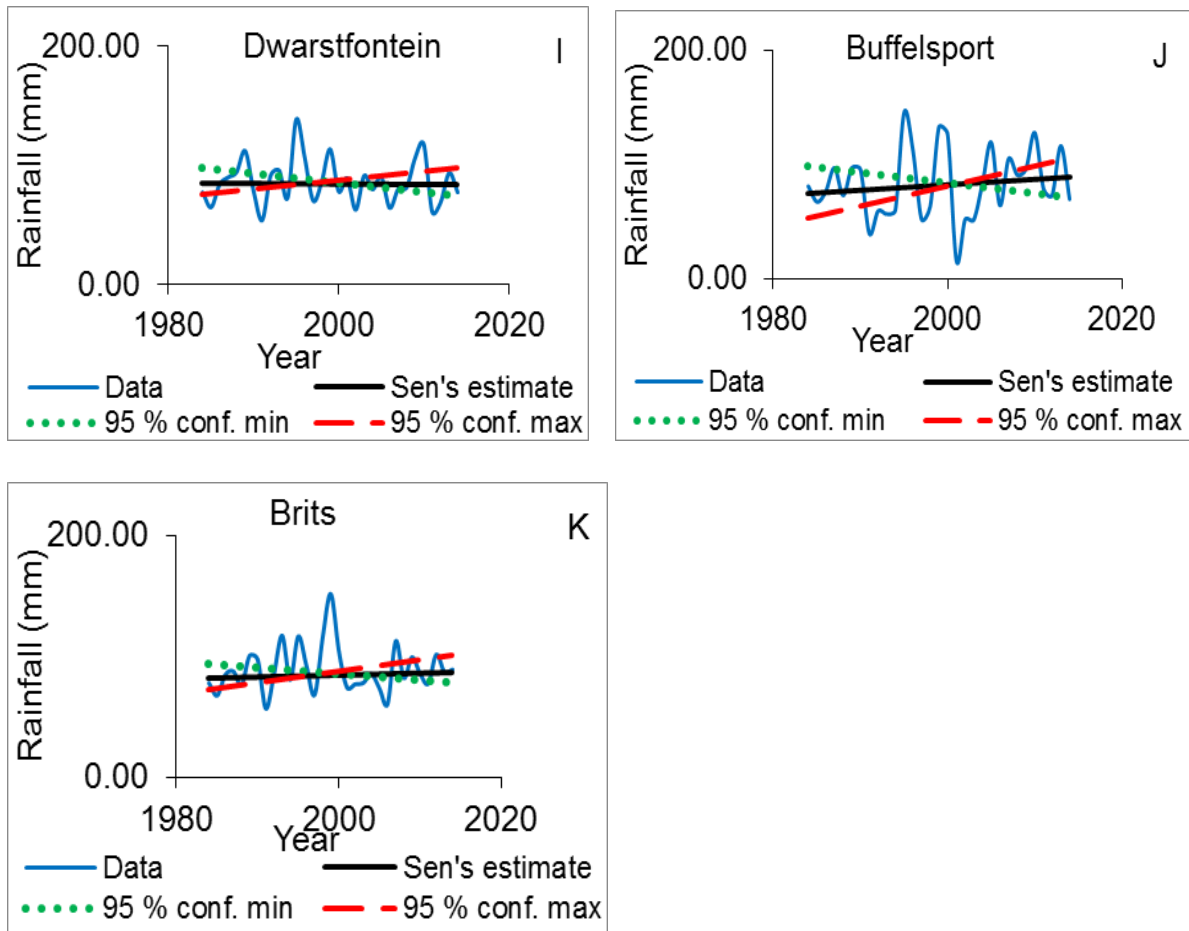 Dwarstfontein
I
200.00
0.00
Rainfall (mm)
1980
2000
2020
Year
Data
Sen's estimate
95 % conf. min
95 % conf. max
Buffelsport
J
200.00
0.00
Rainfall (mm)
1980
2000
2020
Year
Data
Sen's estimate
95 % conf. min
95 % conf. max
Brits
K
200.00
0.00
Rainfall (mm)
1980
2000
2020
Year
Data
Sen's estimate
95 % conf. min
95 % conf. max